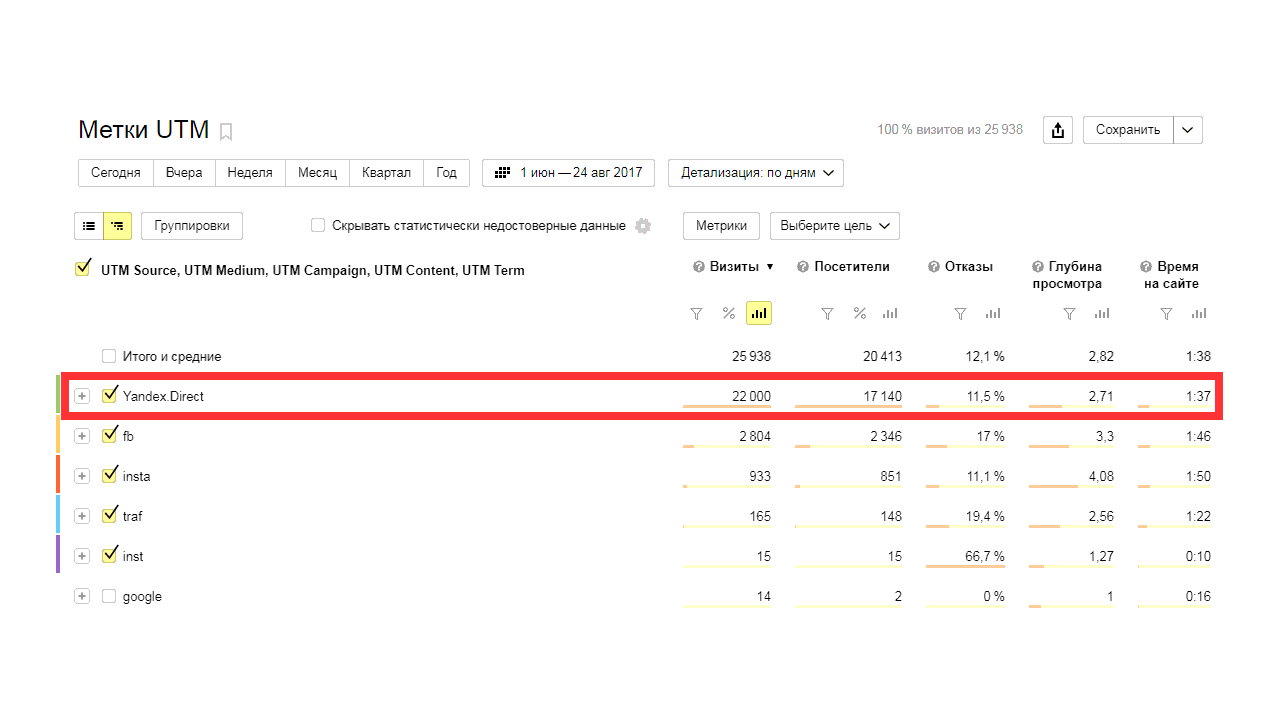 Метки UTM
100 % визитов из 25 938
Сохранить
Сегодня Вчера Неделя Месяц Квартал Год 1 июн — 24 авг 2017 Детализация: по дням
Группировки Скрывать статистически недостоверные данные Метрики Выберите цель
UTM Source, UTM Medium, UTM Campaign, UTM Content, UTM Term
? Визиты ▼ ? Посетители ? Отказы ? Глубина просмотра ? Время на сайте
% %
Итого и средние 25 938 20 413 12,1 % 2,82 1:38
+ Yandex.Direct 22 000 17 140 11,5 % 2,71 1:37
+ fb 2 804 2 346 17 % 3,3 1:46
+ insta 933 851 11,1 % 4,08 1:50
+ traf 165 148 19,4 % 2,56 1:22
+ inst 15 15 66,7 % 1,27 0:10
+ google 14 2 0 % 1 0:16